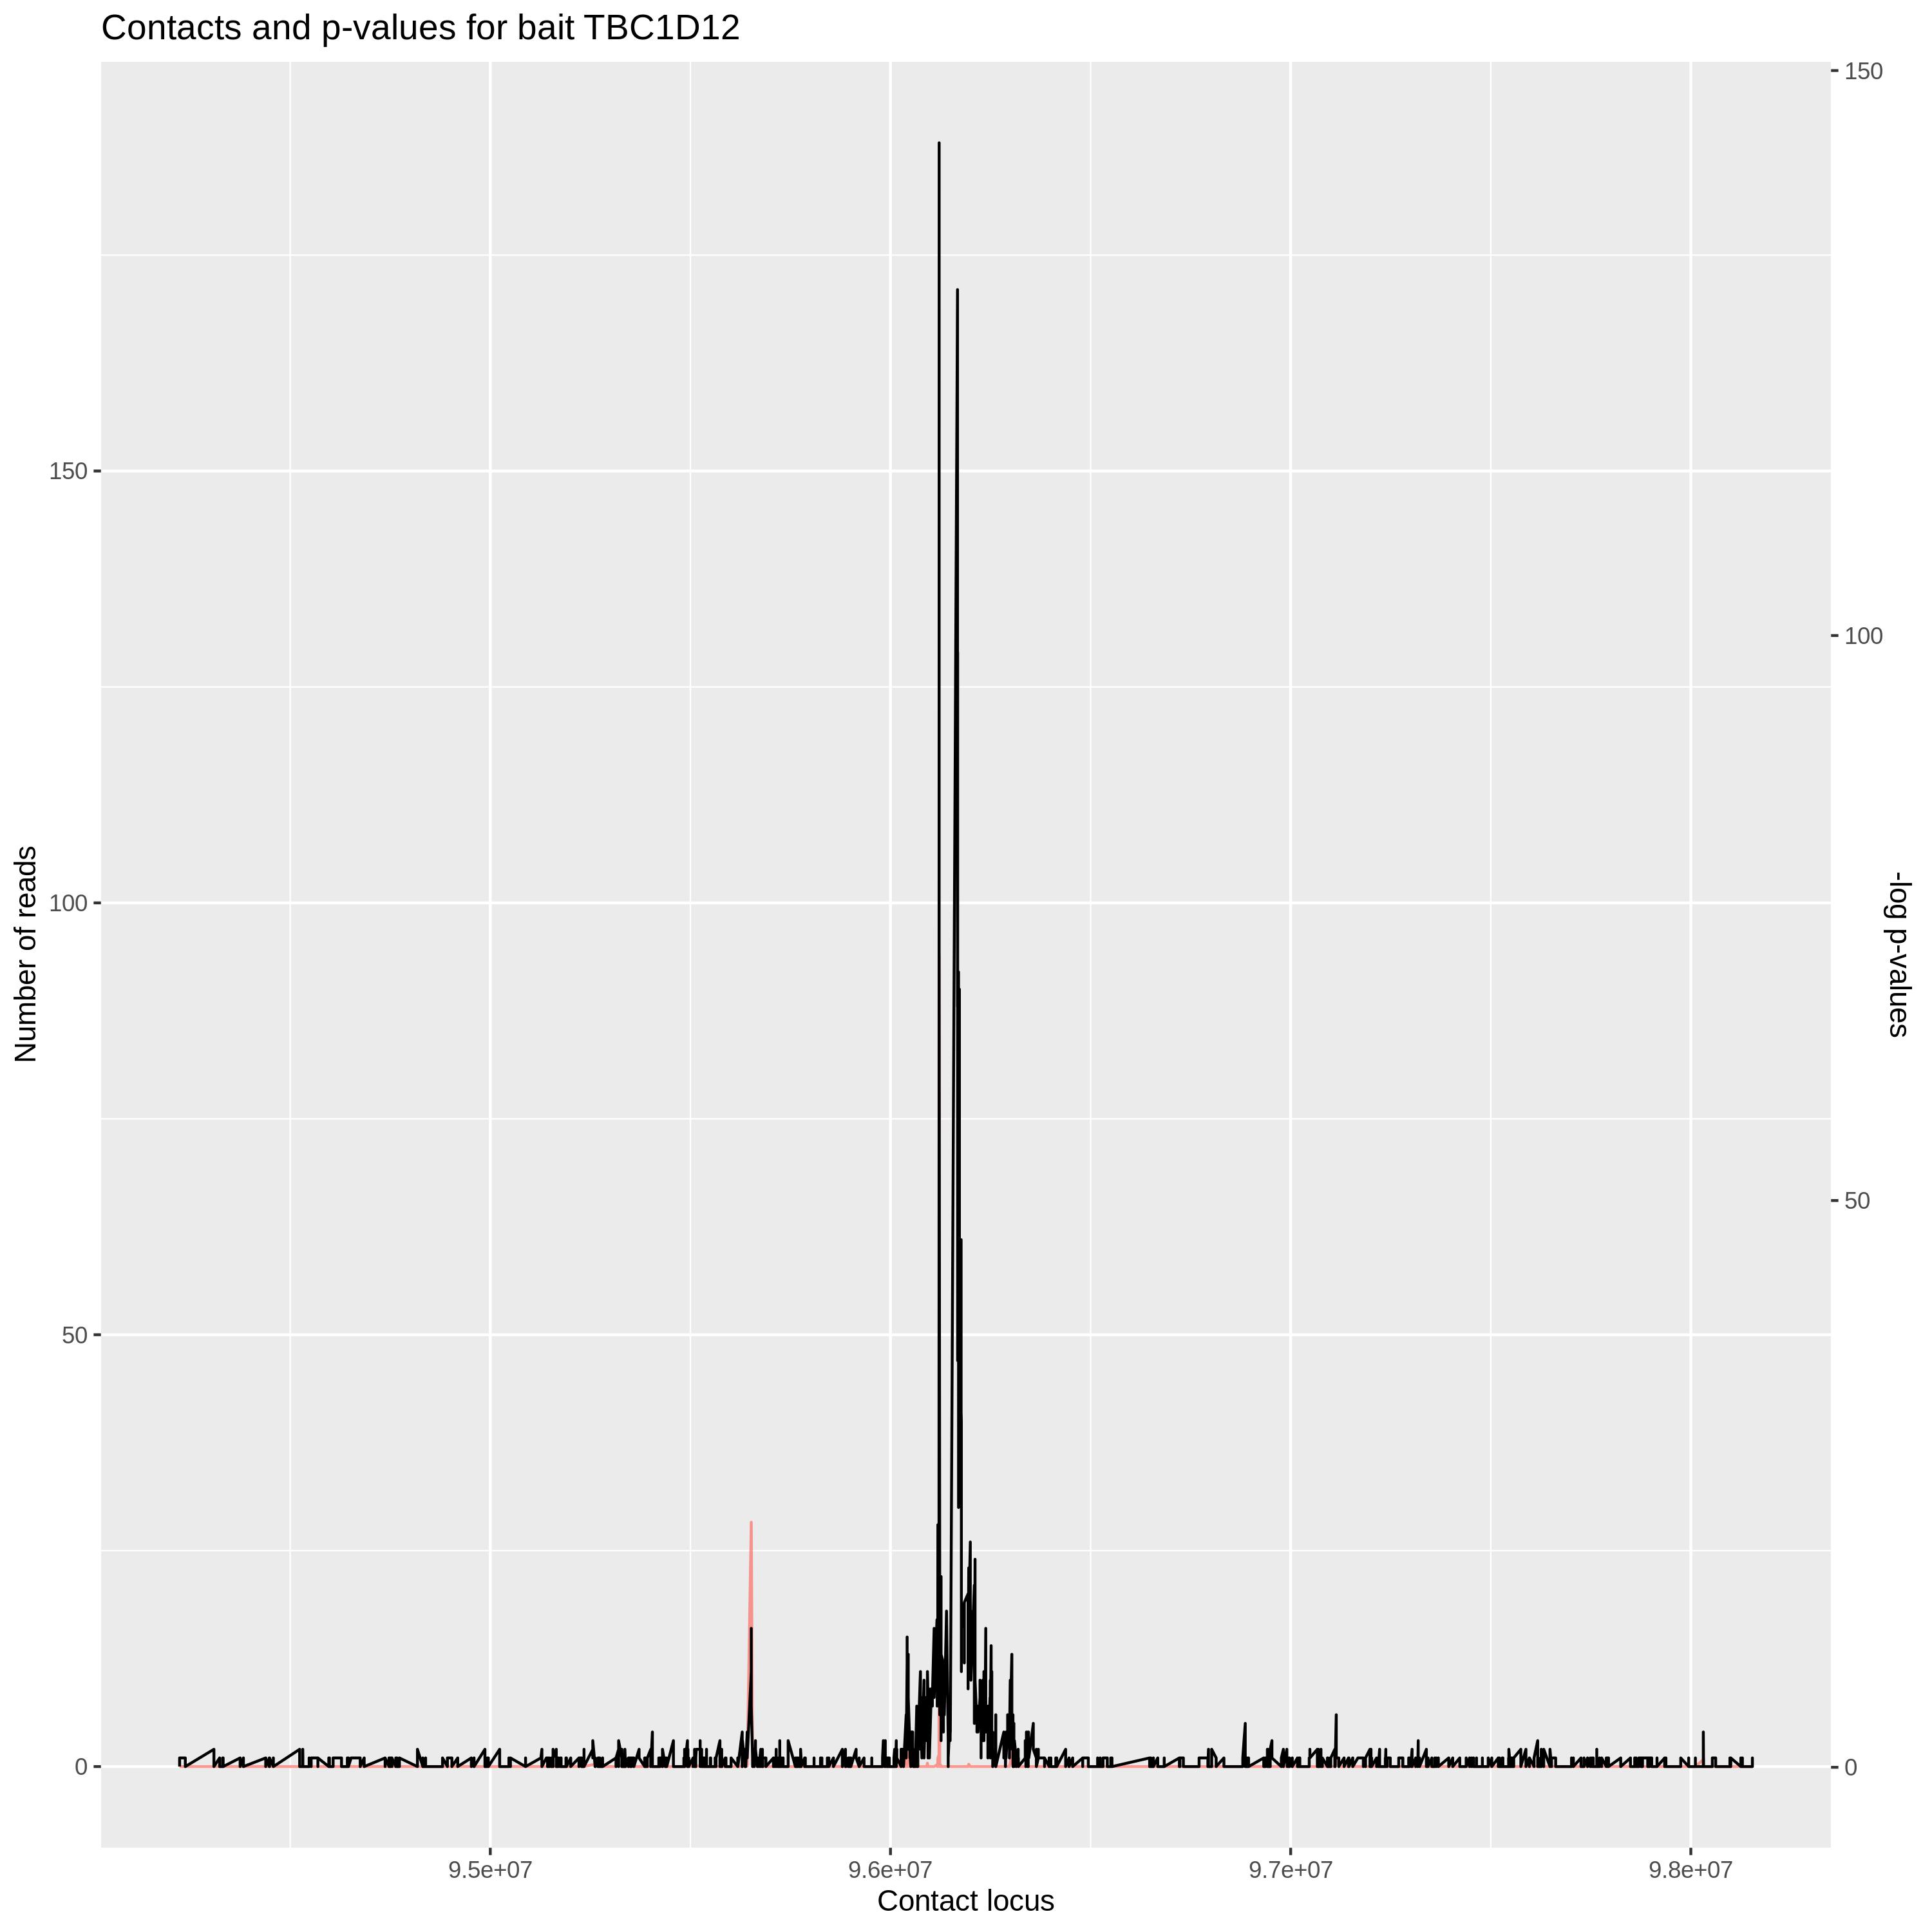 Contacts and p-values for bait TBC1D12
150
100
50
0
Number of reads
150
100
50
0
-log p-values
9.5e+07
9.6e+07
9.7e+07
9.8e+07
Contact locus